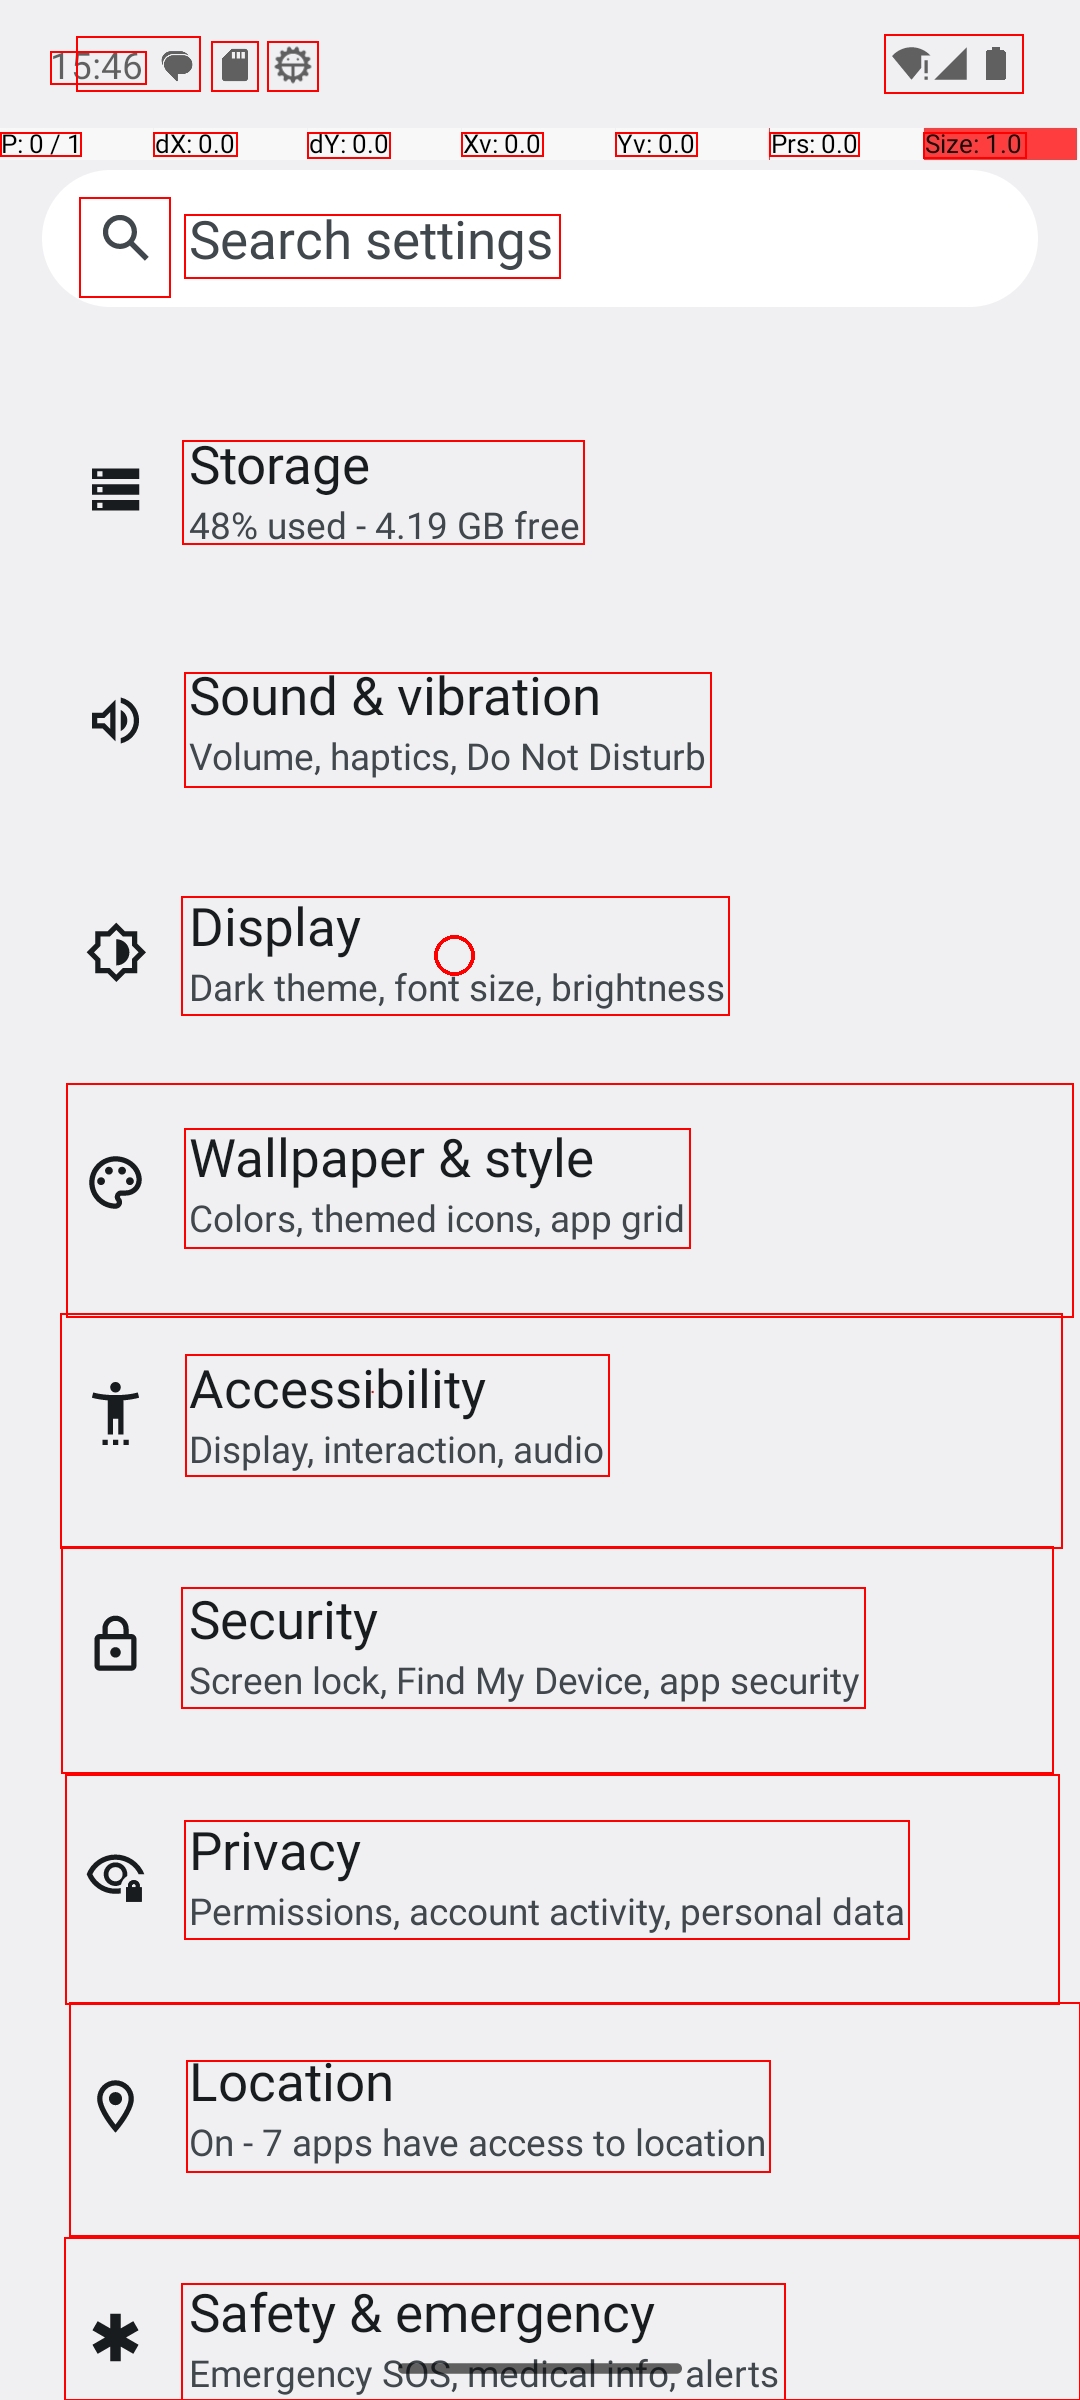 15:46
P: 0 / 1 dX: 0.0 dY: 0.0 Xv: 0.0 Yv: 0.0 Prs: 0.0 Size: 1.0
Search settings
Storage
48% used - 4.19 GB free
Sound & vibration
Volume, haptics, Do Not Disturb
Display
Dark theme, font size, brightness
Wallpaper & style
Colors, themed icons, app grid
Accessibility
Display, interaction, audio
Security
Screen lock, Find My Device, app security
Privacy
Permissions, account activity, personal data
Location
On - 7 apps have access to location
Safety & emergency
Emergency SOS, medical info, alerts